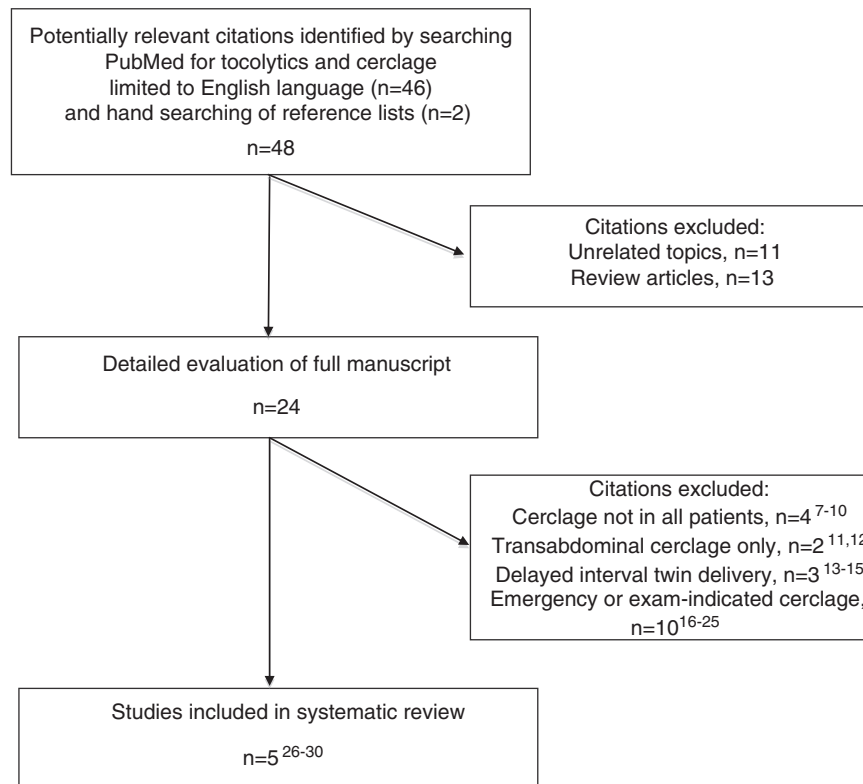 Potentially relevant citations identified by searching
PubMed for tocolytics and cerclage
limited to English language (n=46)
and hand searching of reference lists (n=2)
n=48
Citations excluded:
Unrelated topics, n=11
Review articles, n=13
Detailed evaluation of full manuscript
n=24
Citations excluded:
Cerclage not in all patients, n=4 7-10
Transabdominal cerclage only, n=2 11,12
Delayed interval twin delivery, n=3 13-15
Emergency or exam-indicated cerclage,
n=10 16-25
Studies included in systematic review
n=5 26-30